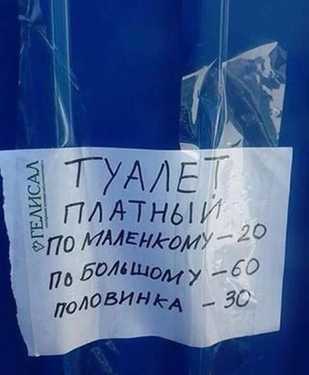 ГЕЛИСАЛ
ТУАЛЕТ
ПЛАТНЫЙ
ПО МАЛЕНКОМУ – 20
ПО БОЛЬШОМУ – 60
ПОЛОВИНКА – 30